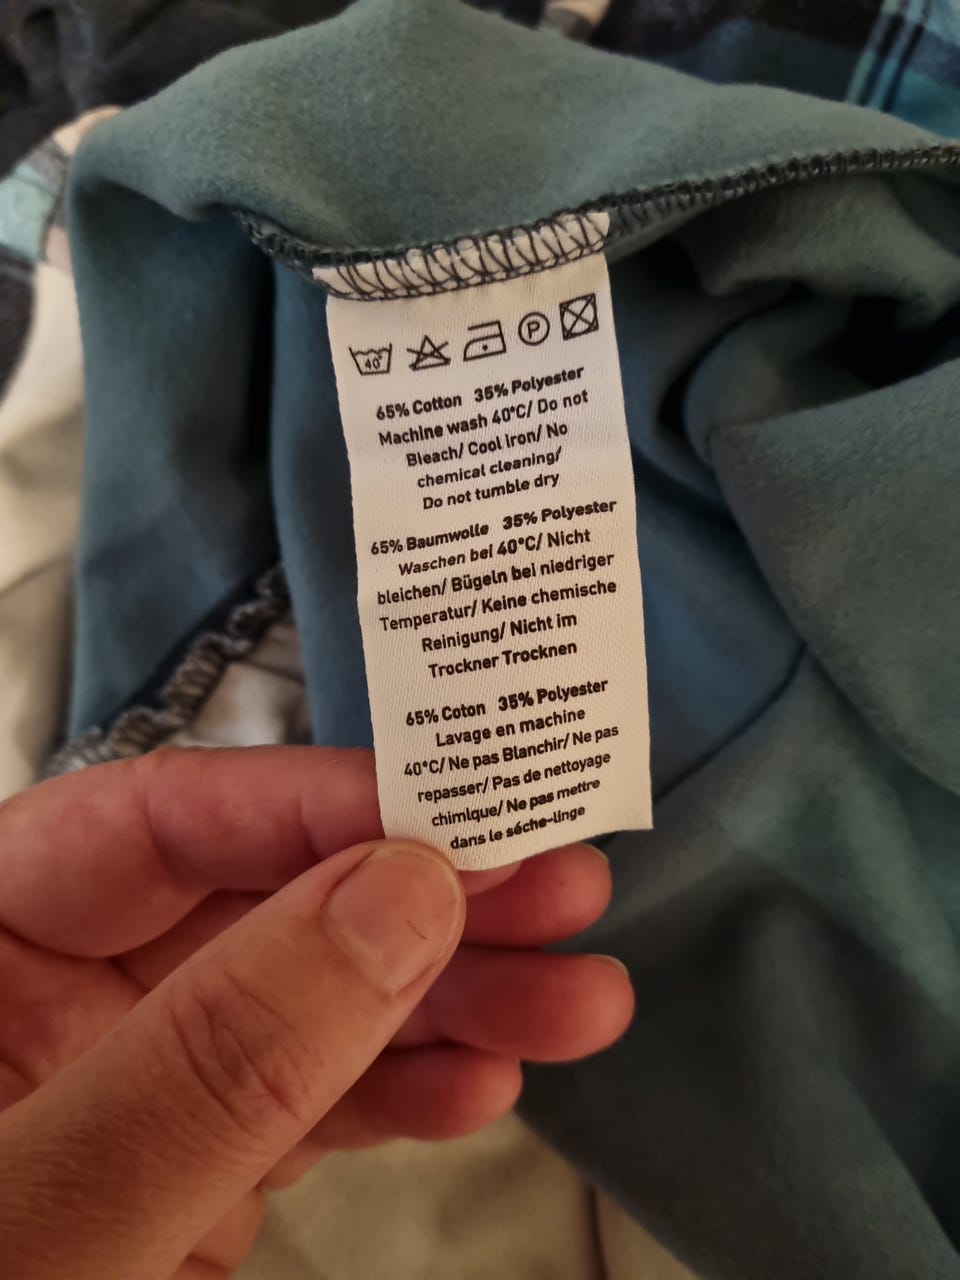 40°
P
65% Cotton 35% Polyester
Machine wash 40°C/ Do not
Bleach/ Cool Iron/ No
chemical cleaning/
Do not tumble dry
65% Baumwolle 35% Polyester
Waschen bei 40°C/ Nicht
bleichen/ Bügeln bei niedriger
Temperatur/ Keine chemische
Reinigung/ Nicht im
Trockner Trocknen
65% Coton 35% Polyester
Lavage en machine
40°C/ Ne pas Blanchir/ Ne pas
repasser/ Pas de nettoyage
chimlque/ Ne pas mettre
dans le séche-linge